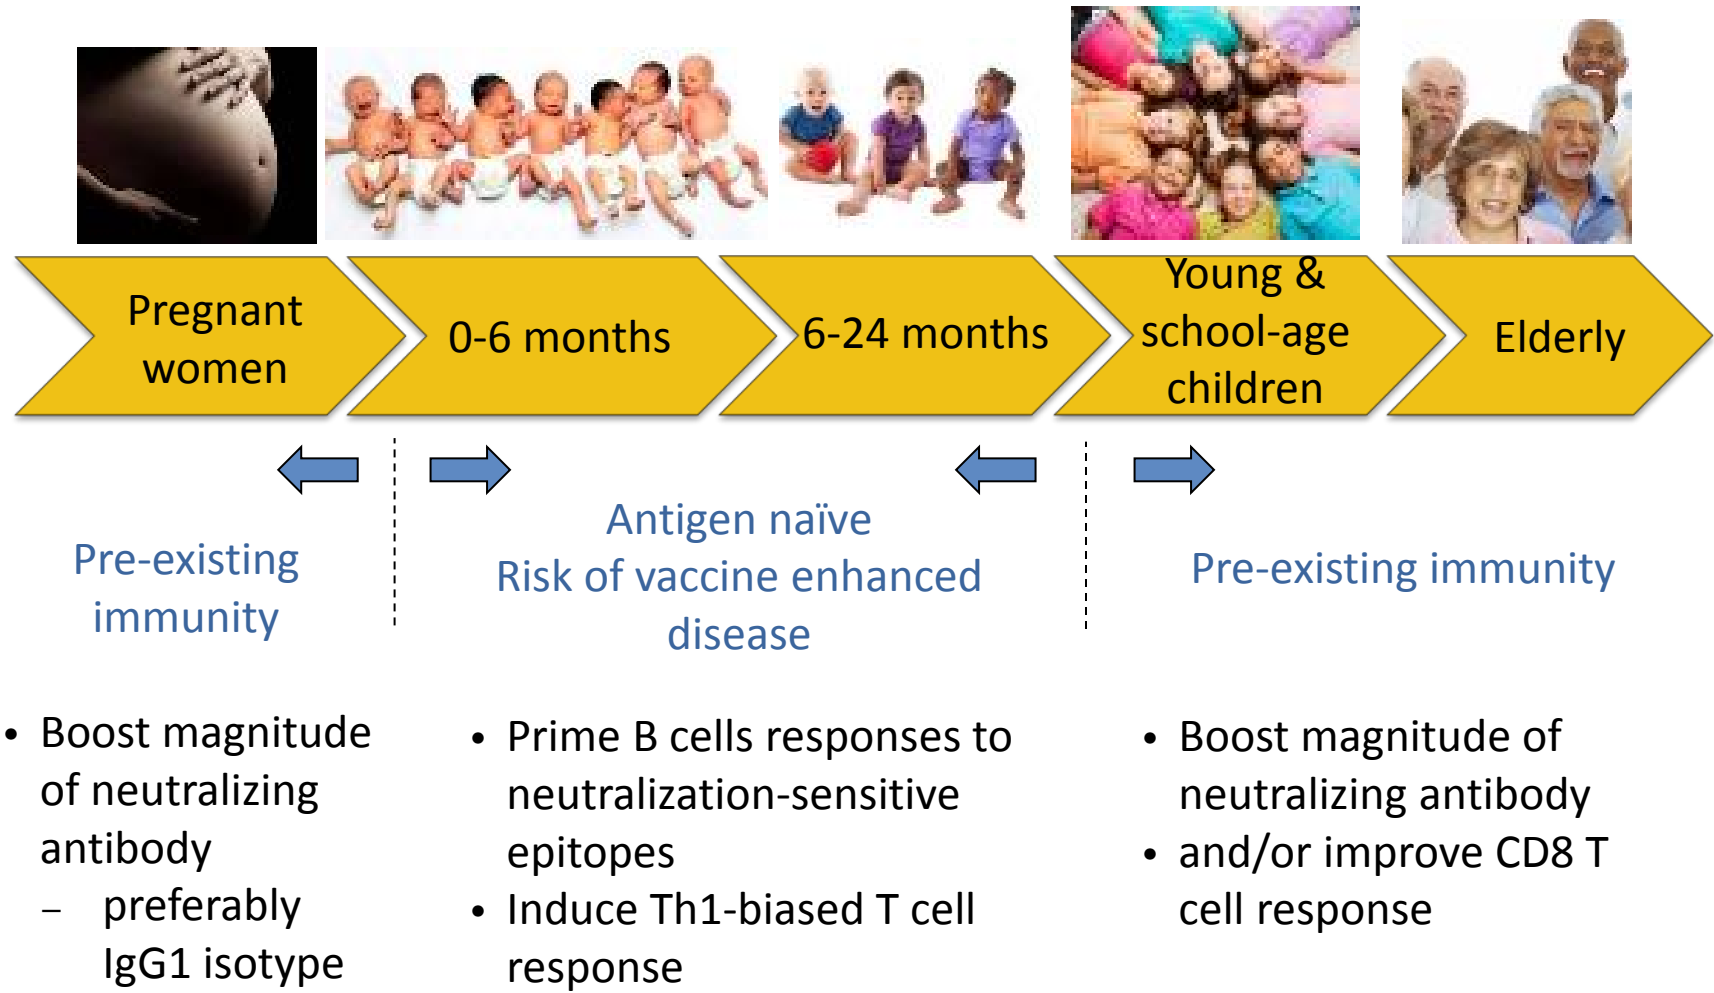 Pregnant
women
0-6 months
6-24 months
Young &
school-age
children
Elderly
Pre-existing
immunity
Antigen naïve
Risk of vaccine enhanced
disease
Pre-existing immunity
• Boost magnitude
of neutralizing
antibody
– preferably
IgG1 isotype
• Prime B cells responses to
neutralization-sensitive
epitopes
• Induce Th1-biased T cell
response
• Boost magnitude of
neutralizing antibody
• and/or improve CD8 T
cell response